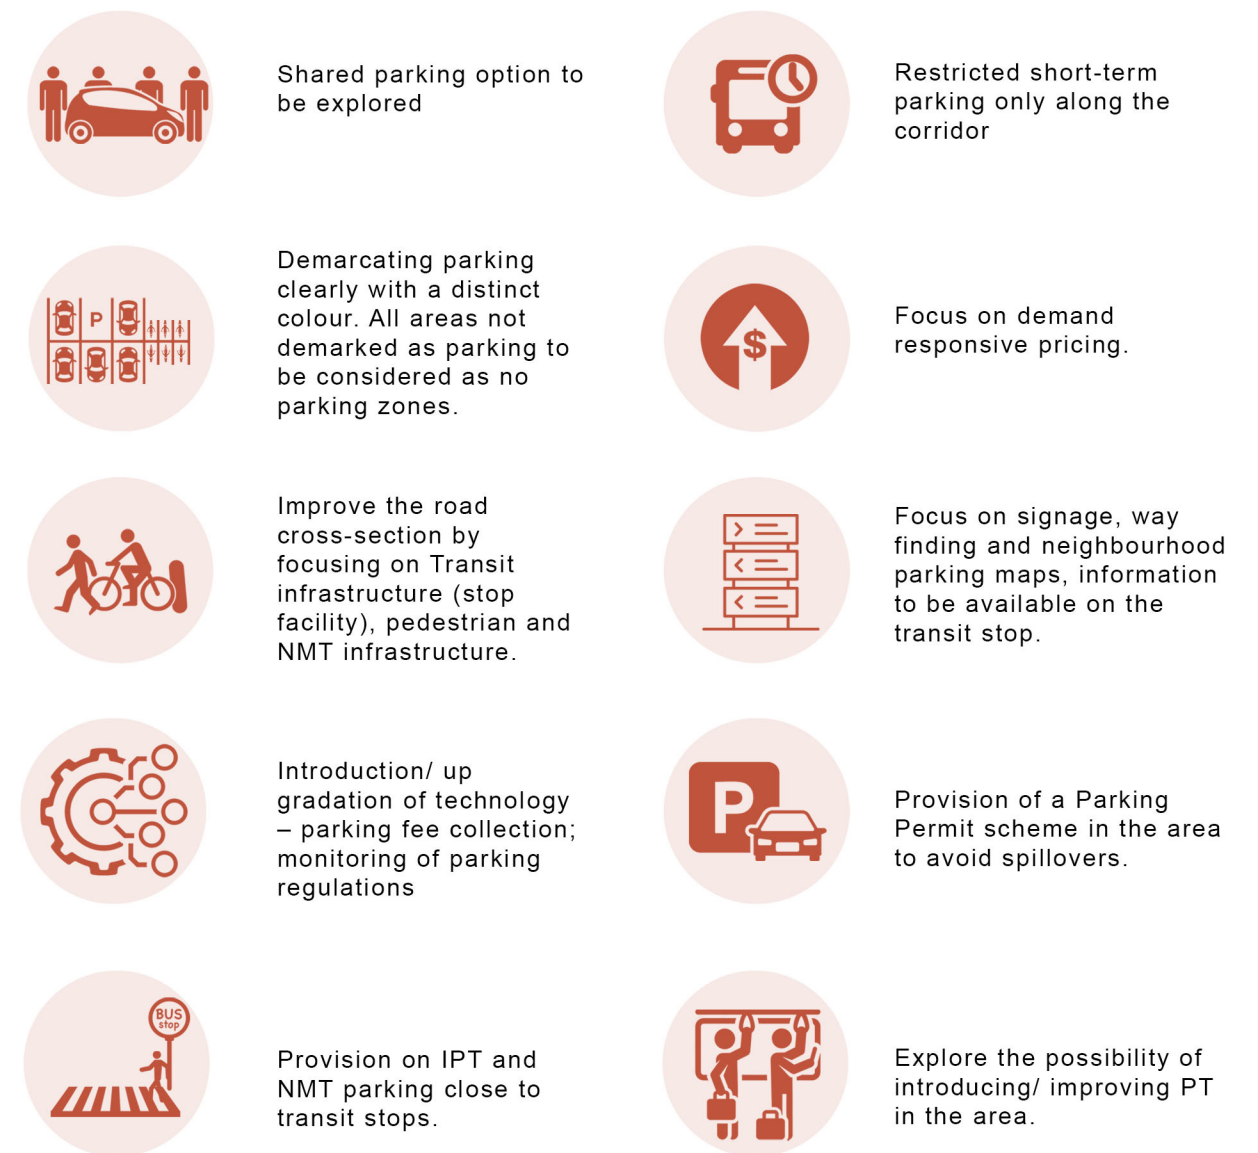 Shared parking option to
be explored
Restricted short-term
parking only along the
corridor
Demarcating parking
clearly with a distinct
colour. All areas not
demarked as parking to
be considered as no
parking zones.
P
Focus on demand
responsive pricing.
$
Improve the road
cross-section by
focusing on Transit
infrastructure (stop
facility), pedestrian and
NMT infrastructure.
Focus on signage, way
finding and neighbourhood
parking maps, information
to be available on the
transit stop.
Introduction/ up
gradation of technology
– parking fee collection;
monitoring of parking
regulations
P
Provision of a Parking
Permit scheme in the area
to avoid spillovers.
BUS
stop
Provision on IPT and
NMT parking close to
transit stops.
Explore the possibility of
introducing/ improving PT
in the area.